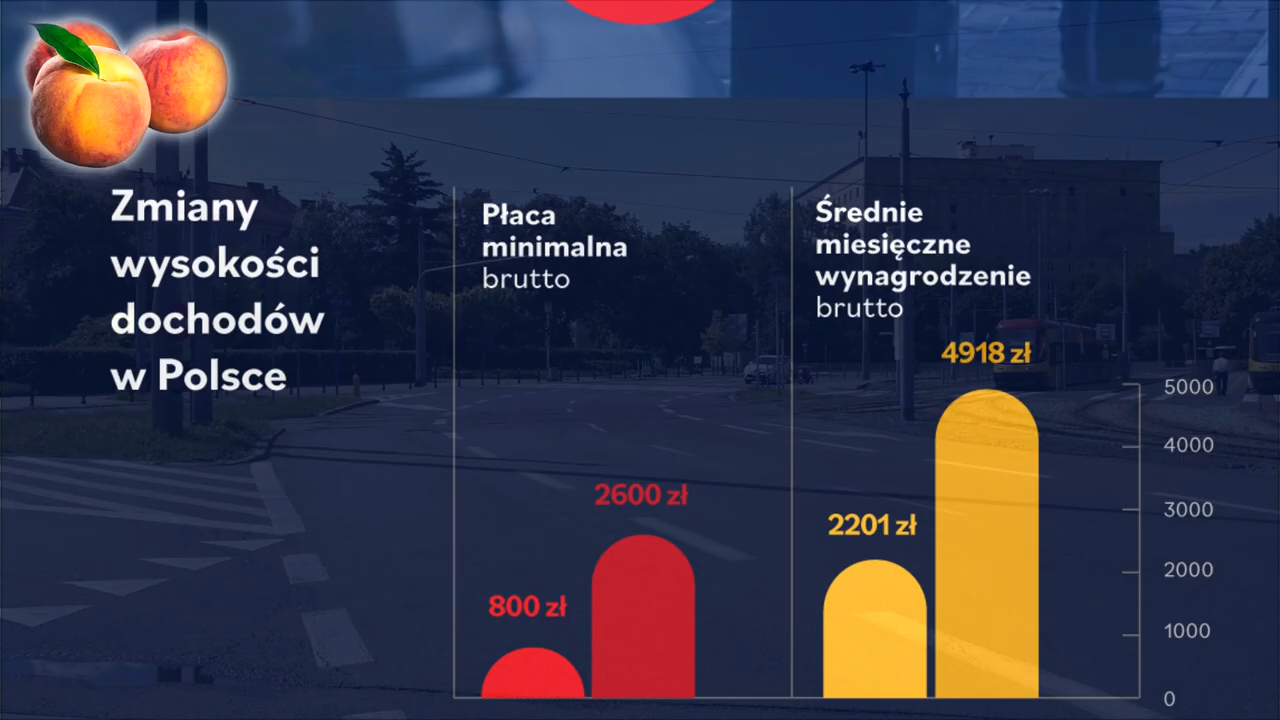 Zmiany
wysokości
dochodów
w Polsce
Płaca
minimalna
brutto
800 zł
2600 zł
Średnie
miesięczne
wynagrodzenie
brutto
2201 zł
4918 zł
5000
4000
3000
2000
1000
0